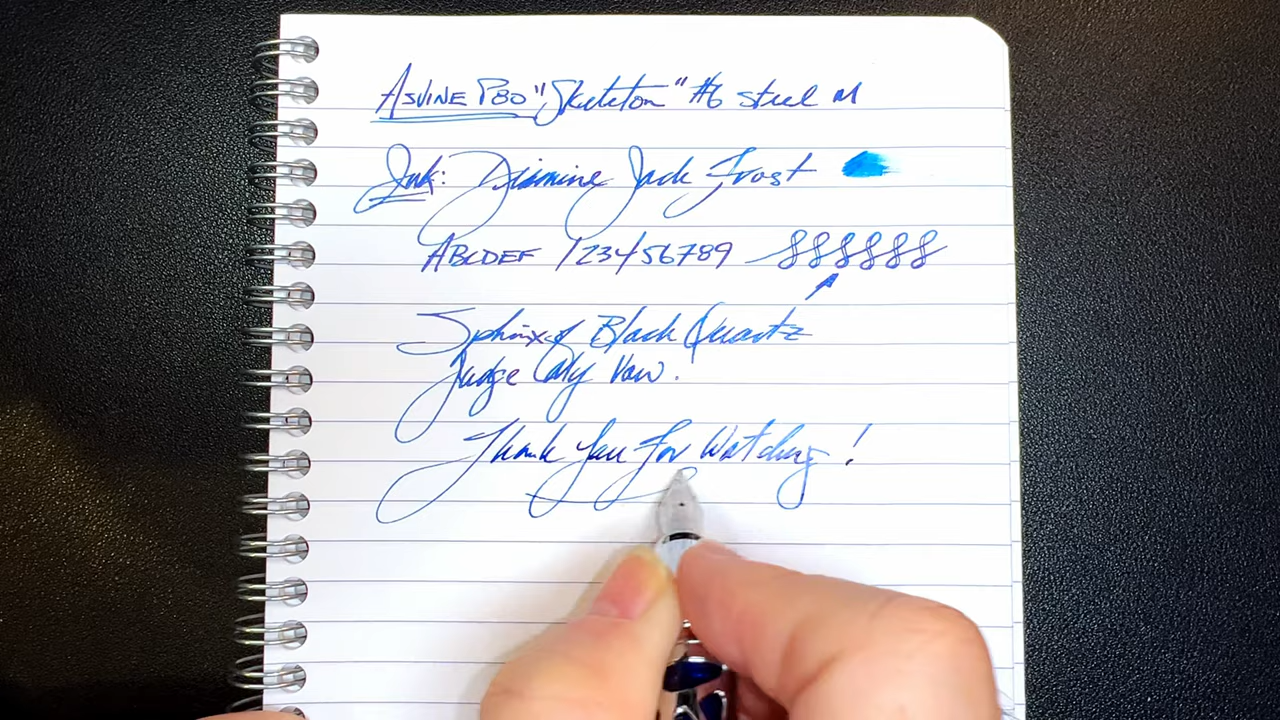 ASVINE P80 "Skeleton" #6 steel M
Ink: Diamine Jack Frost
ABCDEF 123456789
Sphinx of Black Quartz
Judge My Vow.
Thank You For Watching!